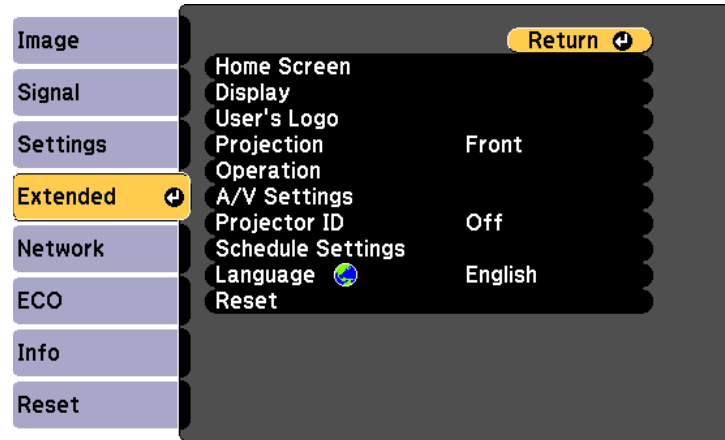 Image
Signal
Settings
Extended
Network
ECO
Info
Reset
Return
Home Screen
Display
User's Logo
Projection Front
Operation
A/V Settings
Projector ID Off
Schedule Settings
Language English
Reset